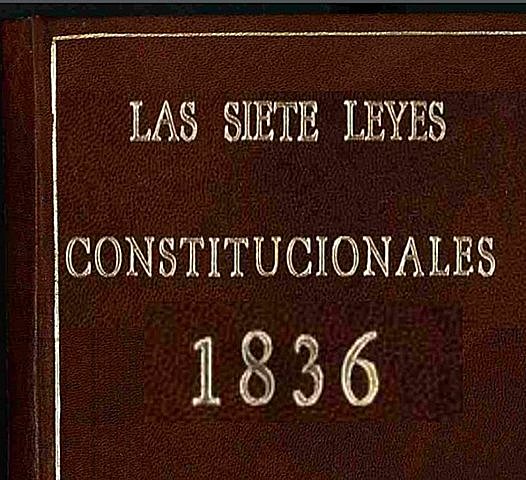 LAS SIETE LEYES
CONSTITUCIONALES
1836